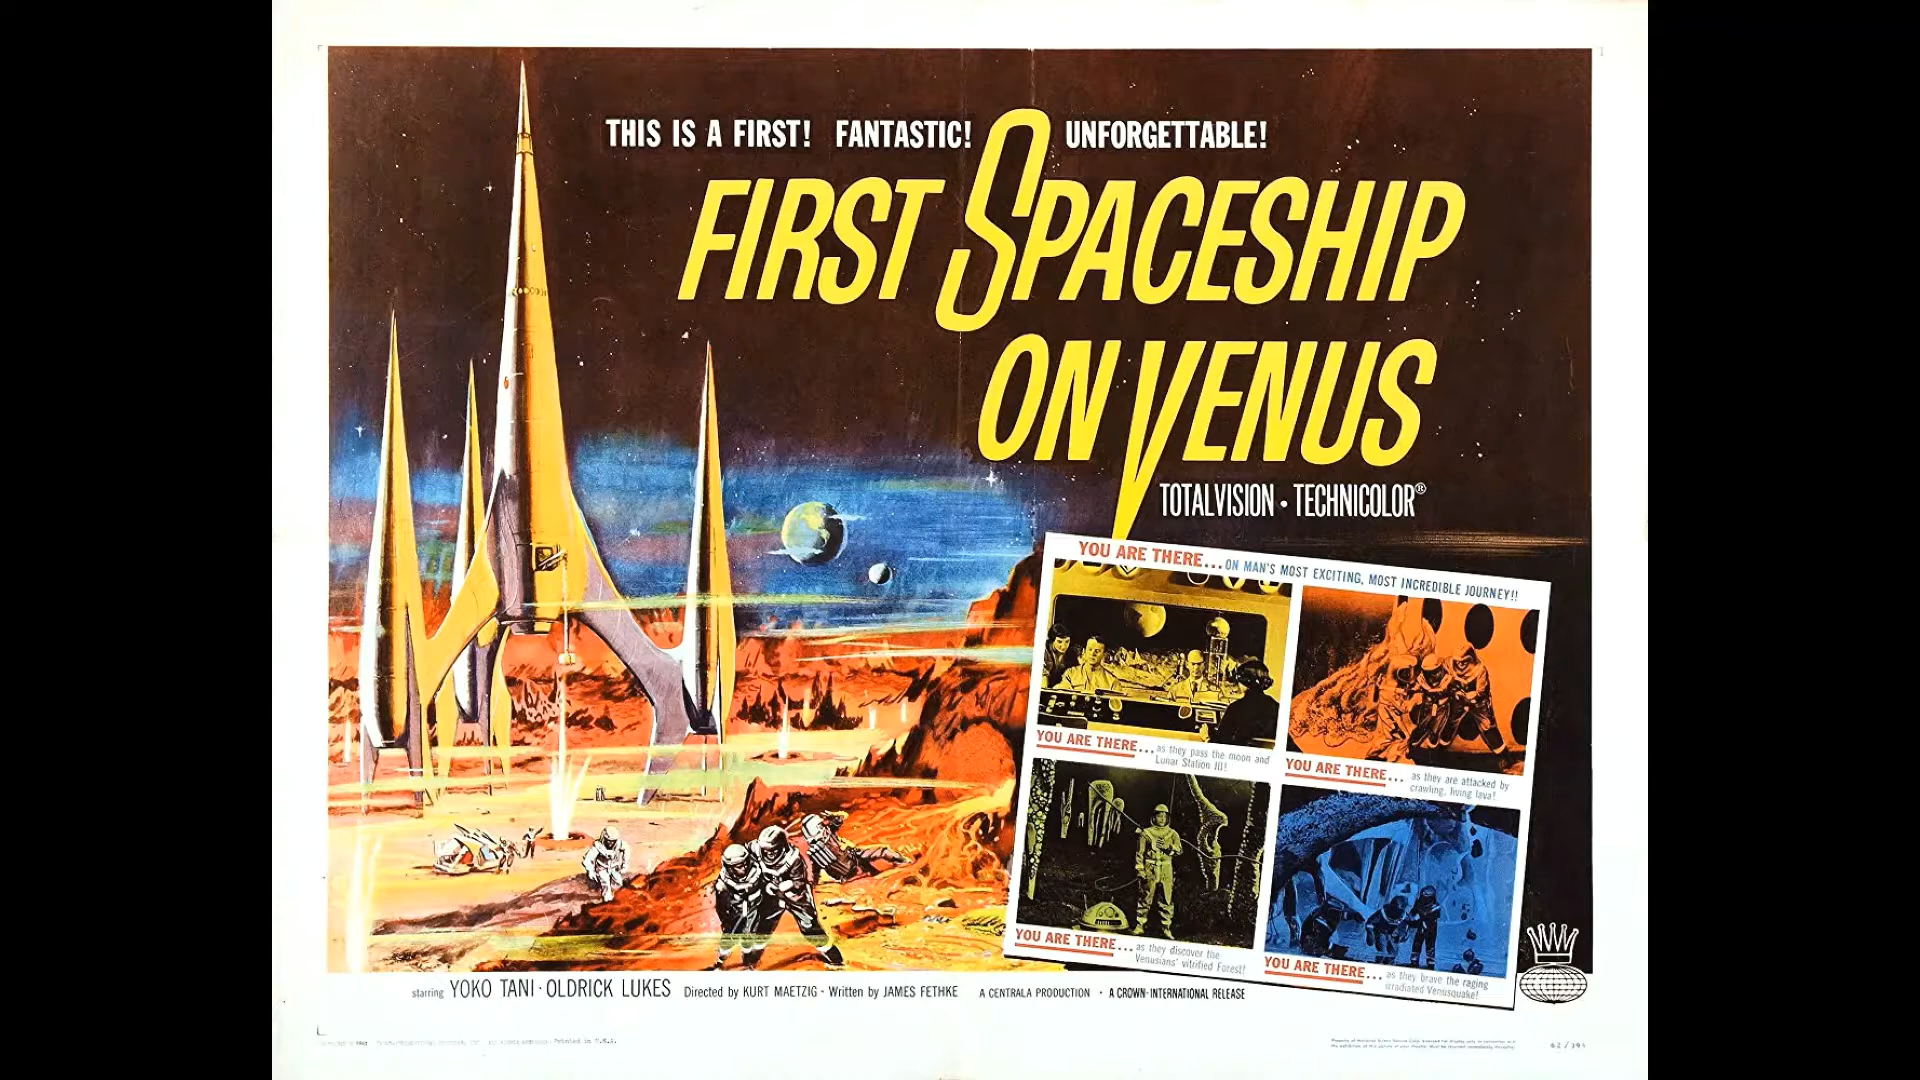 THIS IS A FIRST! FANTASTIC! UNFORGETTABLE!
FIRST SPACESHIP
ON VENUS
TOTALVISION • TECHNICOLOR®
YOU ARE THERE...ON MAN'S MOST EXCITING, MOST INCREDIBLE JOURNEY!!
YOU ARE THERE... as they pass the moon and
Lunar Station III!
YOU ARE THERE... as they are attacked by
crawling, living lava!
YOU ARE THERE... as they discover the
Venusians' vitrified Forest!
YOU ARE THERE... as they brave the raging
irradiated Venusquake!
starring YOKO TANI · OLDRICK LUKES Directed by KURT MAETZIG · Written by JAMES FETHKE A CENTRALA PRODUCTION · A CROWN-INTERNATIONAL RELEASE
Printed in U.S.A.
62/394